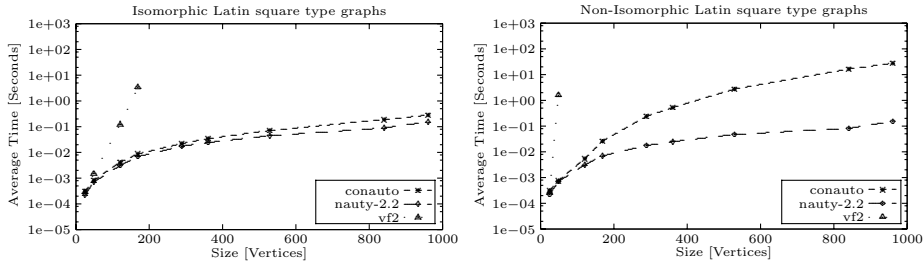 Isomorphic Latin square type graphs
Average Time [Seconds]
1e+03
1e+02
1e+01
1e+00
1e-01
1e-02
1e-03
1e-04
1e-05
0
200
400
600
800
1000
Size [Vertices]
conauto
nauty-2.2
vf2
Non-Isomorphic Latin square type graphs
Average Time [Seconds]
1e+03
1e+02
1e+01
1e+00
1e-01
1e-02
1e-03
1e-04
1e-05
0
200
400
600
800
1000
Size [Vertices]
conauto
nauty-2.2
vf2